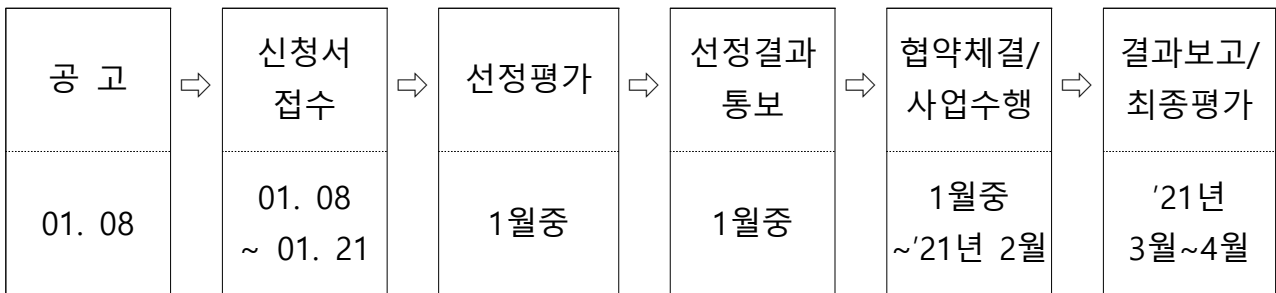 공 고
⇨
신청서
접수
⇨
선정평가
⇨
선정결과
통보
⇨
협약체결/
사업수행
⇨
결과보고/
최종평가
01. 08
01. 08
~ 01. 21
1월중
1월중
1월중
~'21년 2월
'21년
3월~4월